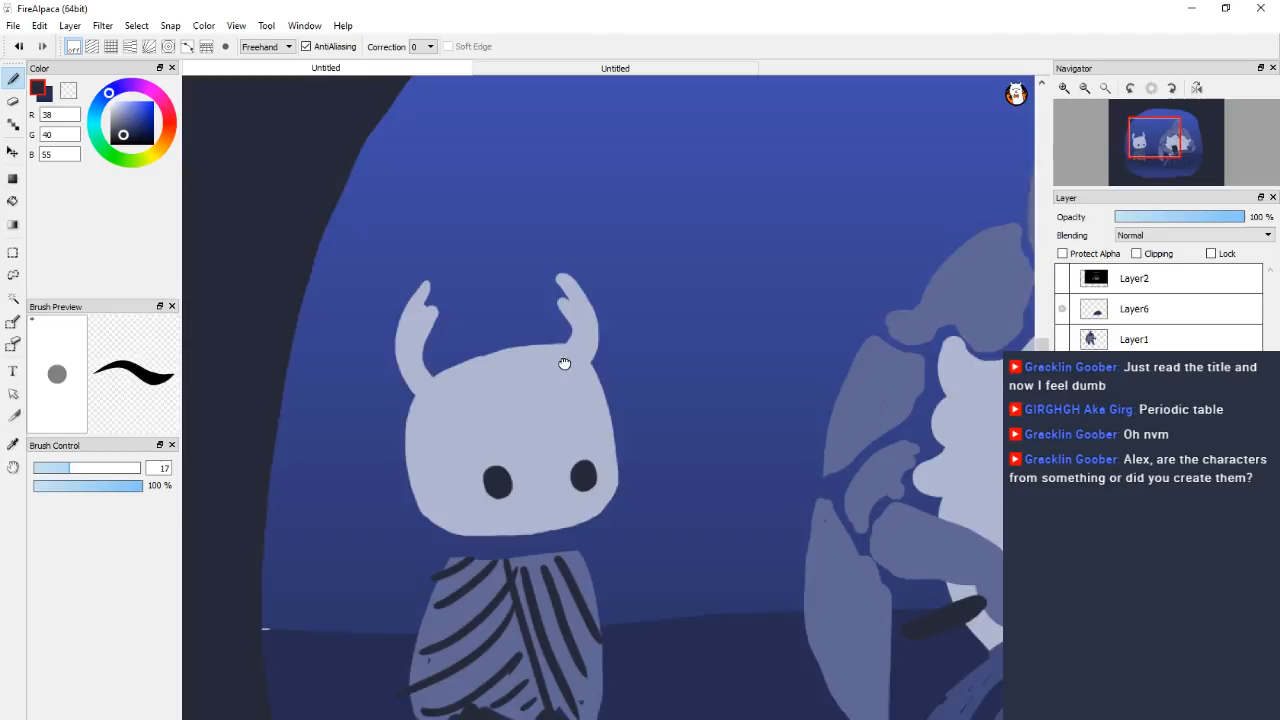 FireAlpaca (64bit)
File Edit Layer Filter Select Snap Color View Tool Window Help
off Freehand AntiAliasing Correction 0 Soft Edge
Color
R 38
G 40
B 55
Untitled Untitled
Navigator
Layer
Opacity 100 %
Blending Normal
Protect Alpha Clipping Lock
Layer2
Layer6
Layer1
Brush Preview
Brush Control
17
100 %
Gracklin Goober: Just read the title and
now I feel dumb
GIRGHGH Aka Girg: Periodic table
Gracklin Goober: Oh nvm
Gracklin Goober: Alex, are the characters
from something or did you create them?